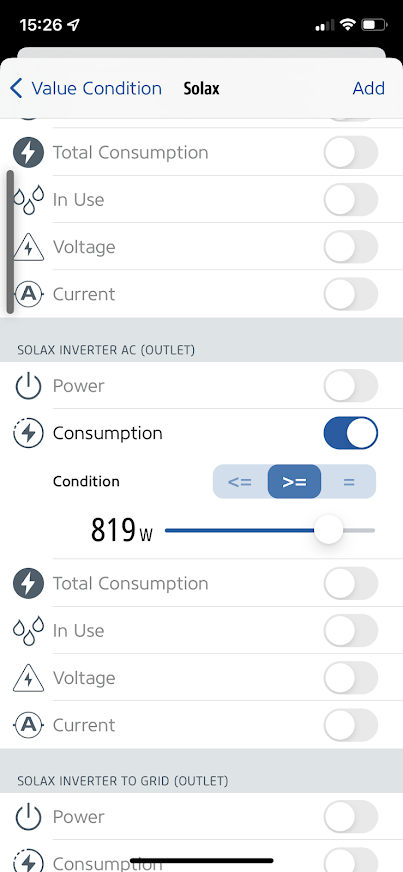 15:26
Value Condition Solax Add
Total Consumption
In Use
Voltage
A Current
SOLAX INVERTER AC (OUTLET)
Power
Consumption
Condition <= >= =
819 W
Total Consumption
In Use
Voltage
A Current
SOLAX INVERTER TO GRID (OUTLET)
Power
Consumption